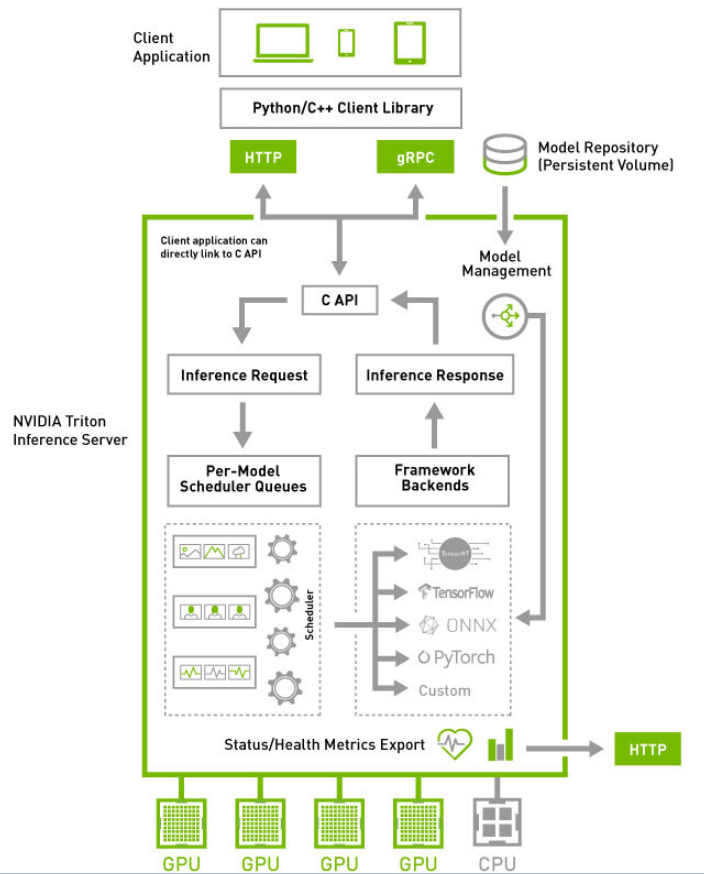 Client
Application
Python/C++ Client Library
HTTP
gRPC
Model Repository
(Persistent Volume)
Client application can
directly link to C API
Model
Management
C API
Inference Request
Inference Response
NVIDIA Triton
Inference Server
Per-Model
Scheduler Queues
Framework
Backends
Scheduler
TensorRT
TensorFlow
ONNX
PyTorch
Custom
Status/Health Metrics Export
HTTP
GPU
GPU
GPU
GPU
CPU